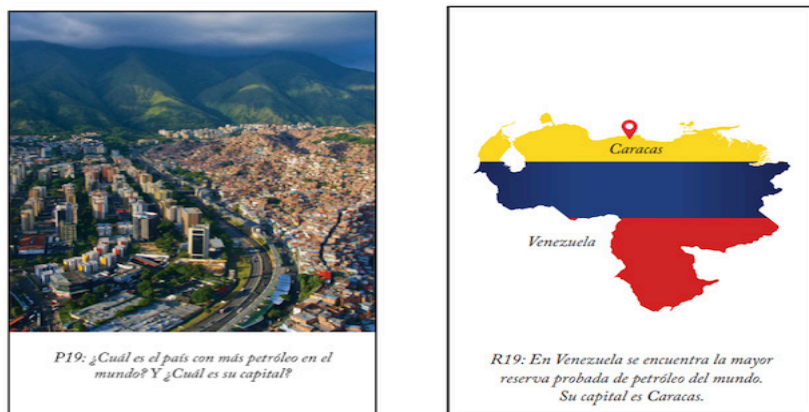 P19: ¿Cuál es el país con más petróleo en el
mundo? Y ¿Cuál es su capital?
Caracas
Venezuela
R19: En Venezuela se encuentra la mayor
reserva probada de petróleo del mundo.
Su capital es Caracas.